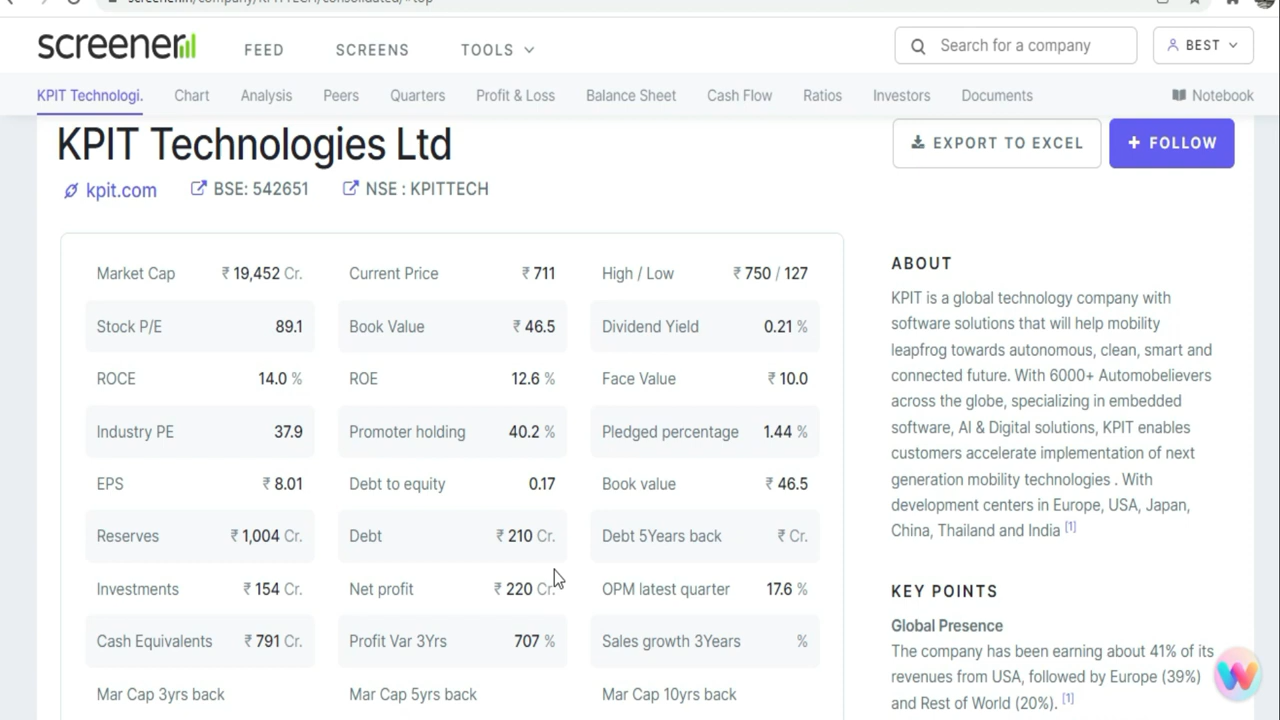 screener
FEED SCREENS TOOLS
Search for a company
BEST
KPIT Technologi. Chart Analysis Peers Quarters Profit & Loss Balance Sheet Cash Flow Ratios Investors Documents Notebook
KPIT Technologies Ltd
EXPORT TO EXCEL
+ FOLLOW
kpit.com BSE: 542651 NSE : KPITTECH
Market Cap ₹ 19,452 Cr. Current Price ₹ 711 High / Low ₹ 750 / 127
Stock P/E 89.1 Book Value ₹ 46.5 Dividend Yield 0.21 %
ROCE 14.0 % ROE 12.6 % Face Value ₹ 10.0
Industry PE 37.9 Promoter holding 40.2 % Pledged percentage 1.44 %
EPS ₹ 8.01 Debt to equity 0.17 Book value ₹ 46.5
Reserves ₹ 1,004 Cr. Debt ₹ 210 Cr. Debt 5Years back ₹ Cr.
Investments ₹ 154 Cr. Net profit ₹ 220 Cr. OPM latest quarter 17.6 %
Cash Equivalents ₹ 791 Cr. Profit Var 3Yrs 707 % Sales growth 3Years %
Mar Cap 3yrs back Mar Cap 5yrs back Mar Cap 10yrs back
ABOUT
KPIT is a global technology company with
software solutions that will help mobility
leapfrog towards autonomous, clean, smart and
connected future. With 6000+ Automobelievers
across the globe, specializing in embedded
software, AI & Digital solutions, KPIT enables
customers accelerate implementation of next
generation mobility technologies . With
development centers in Europe, USA, Japan,
China, Thailand and India [1]
KEY POINTS
Global Presence
The company has been earning about 41% of its
revenues from USA, followed by Europe (39%)
and Rest of World (20%). [1]